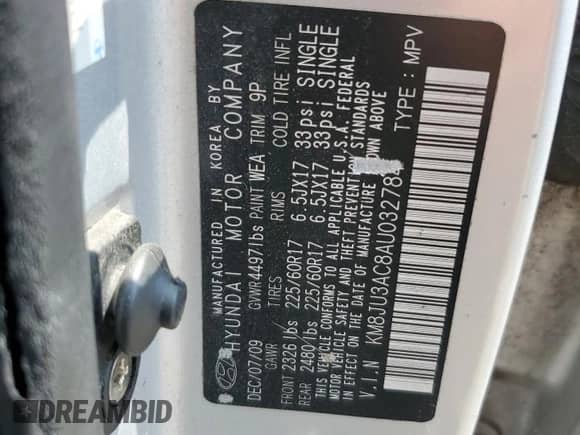 MANUFACTURED IN KOREA BY
HYUNDAI MOTOR COMPANY
DEC/07/09 GVWR4497lbs PAINT WEA TRIM 9P
GAWR TIRES RIMS COLD TIRE INFL
FRONT 2326 lbs 225/60R17 6.5JX17 33psi SINGLE
REAR 2480/lbs 225/60R17 6.5JX17 33psi SINGLE
THIS VEHICLE CONFORMS TO ALL APPLICABLE U.S.A. FEDERAL
MOTOR VEHICLE SAFETY AND THEFT PREVENTION STANDARDS
IN EFFECT ON THE DATE OF MANUFACTURE SHOWN ABOVE
V.I.N KM8JU3AC8AU03278 TYPE: MPV
DREAMBID